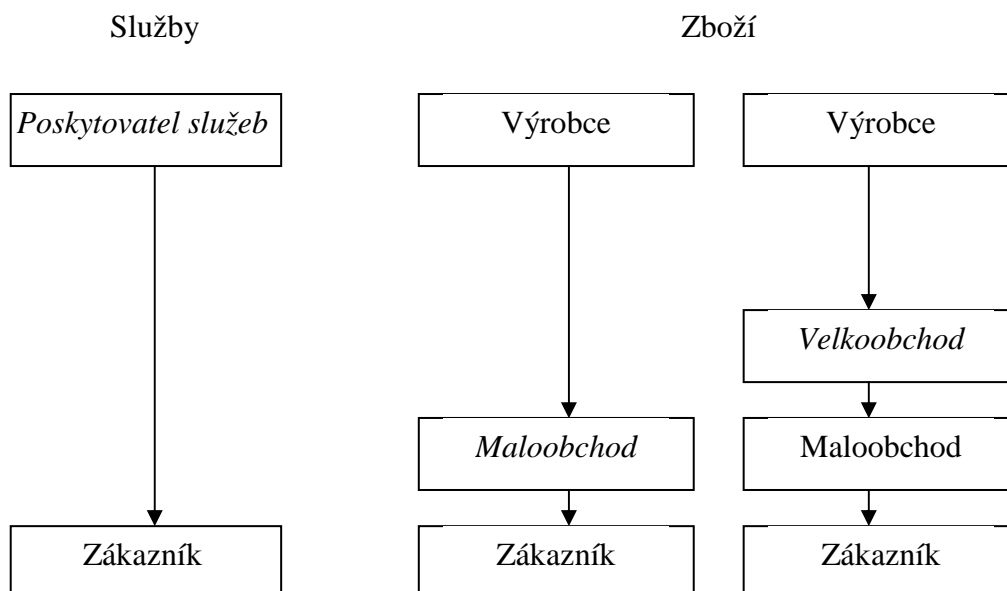 Služby
Zboží
Poskytovatel služeb
Výrobce
Výrobce
Velkoobchod
Maloobchod
Maloobchod
Zákazník
Zákazník
Zákazník